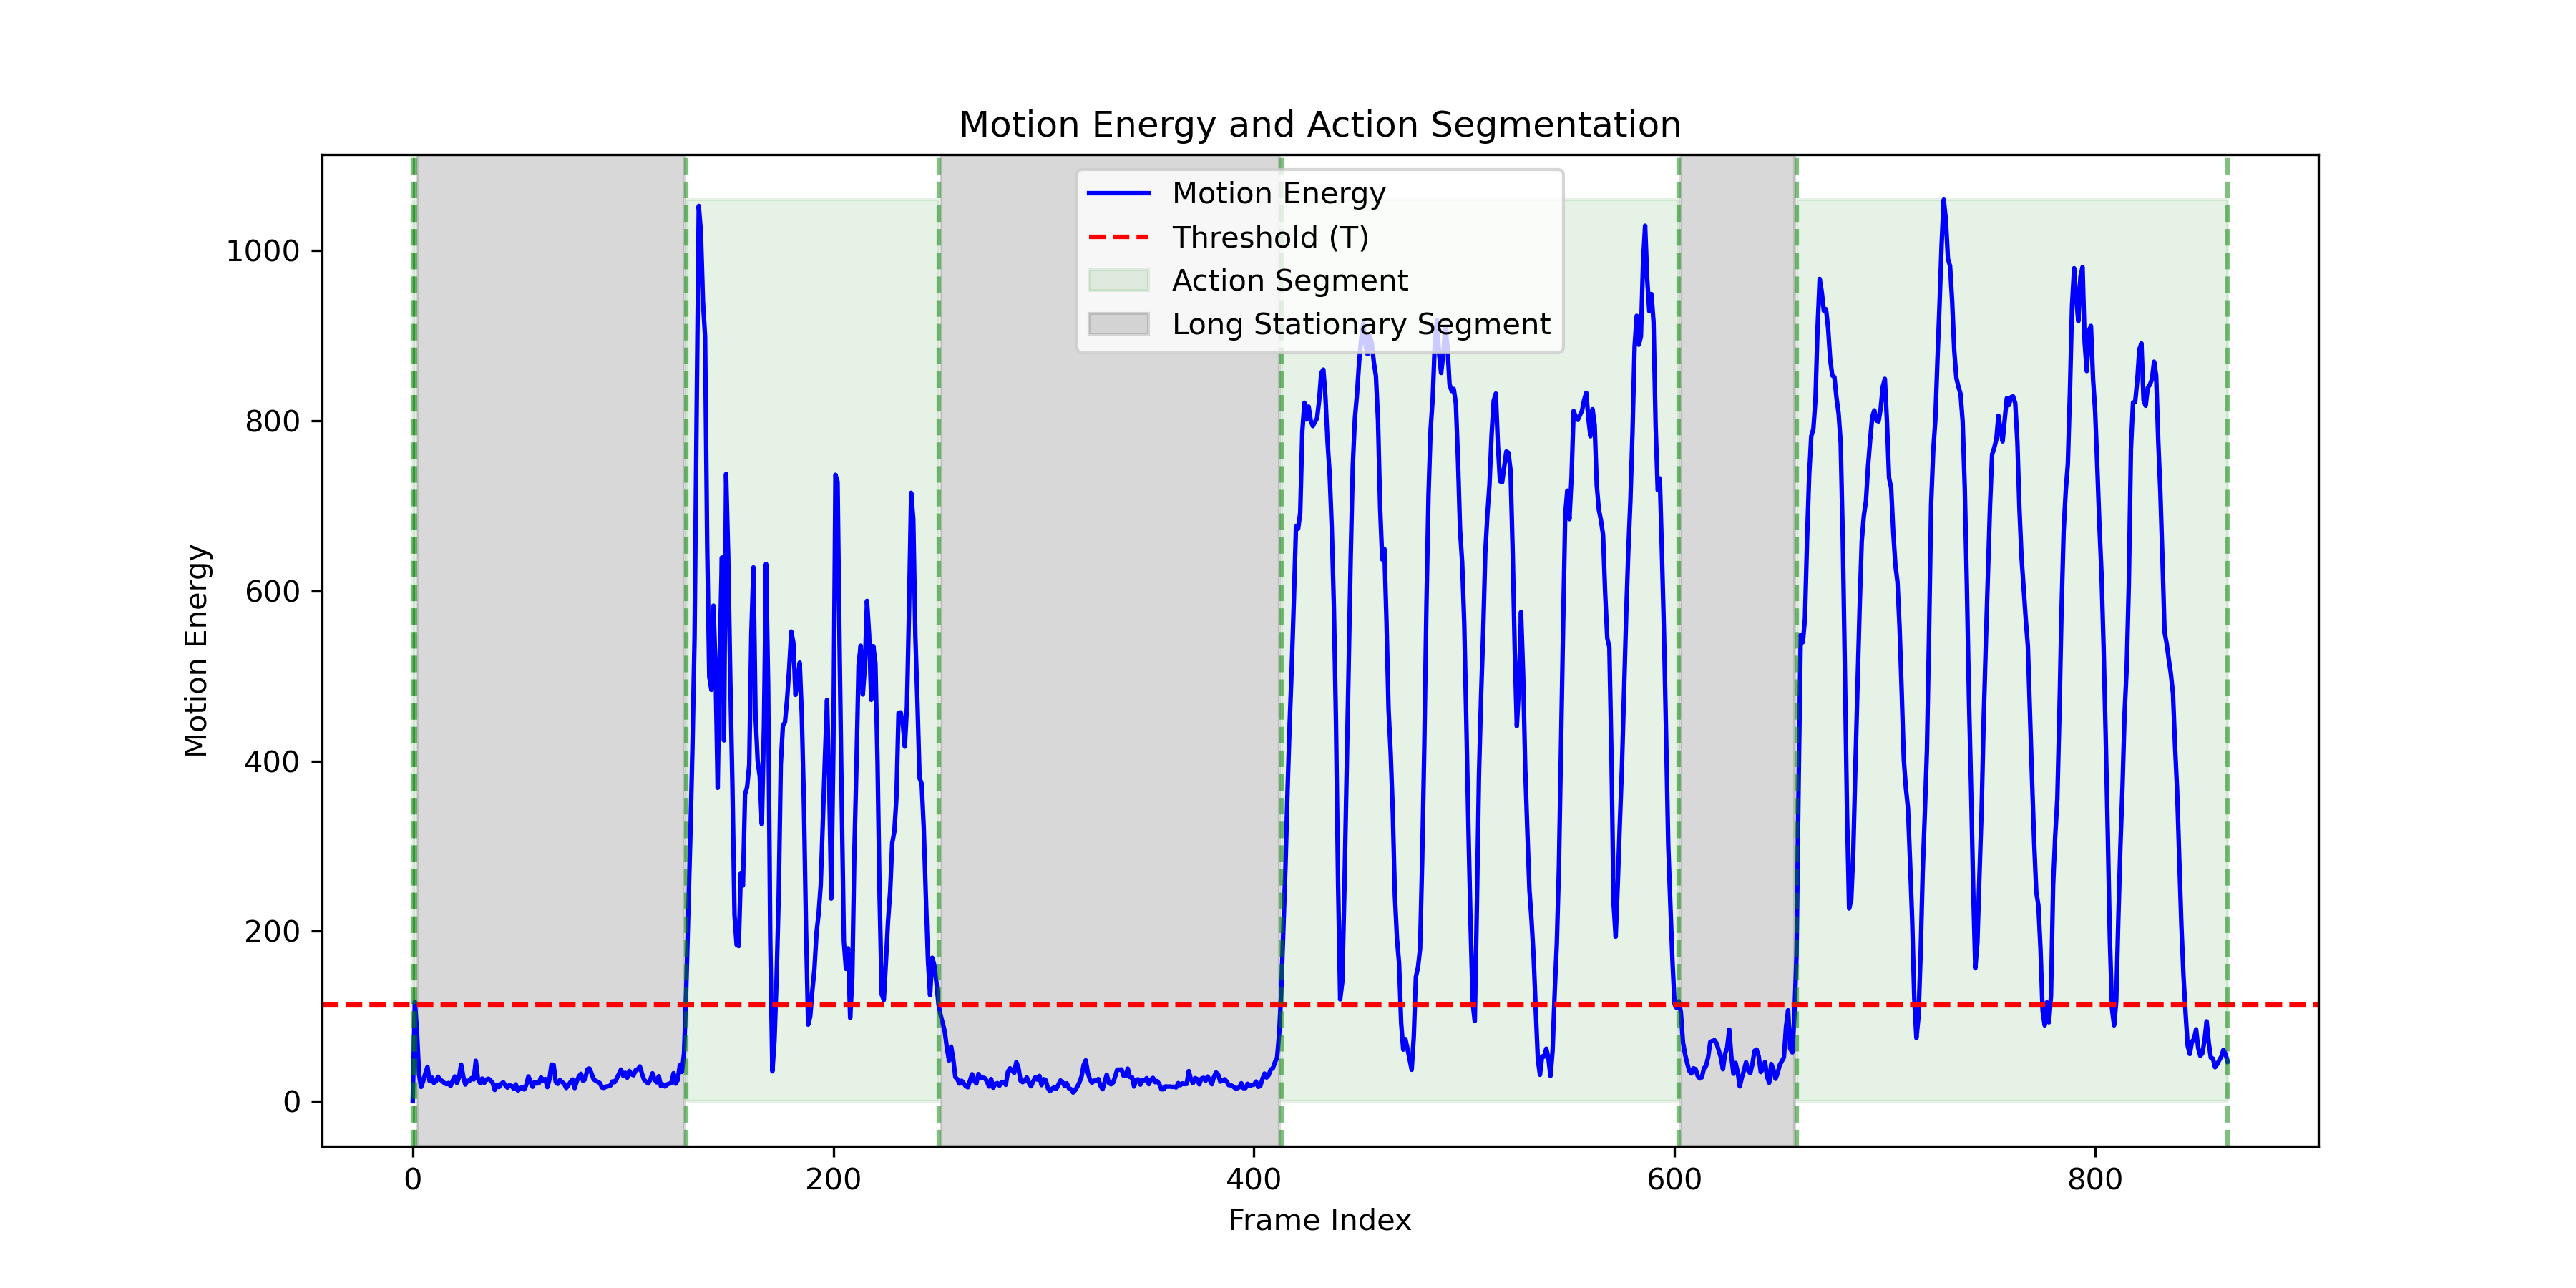 Motion Energy and Action Segmentation
Motion Energy
Threshold (T)
Action Segment
Long Stationary Segment
1000
800
600
400
200
0
Motion Energy
0 200 400 600 800
Frame Index